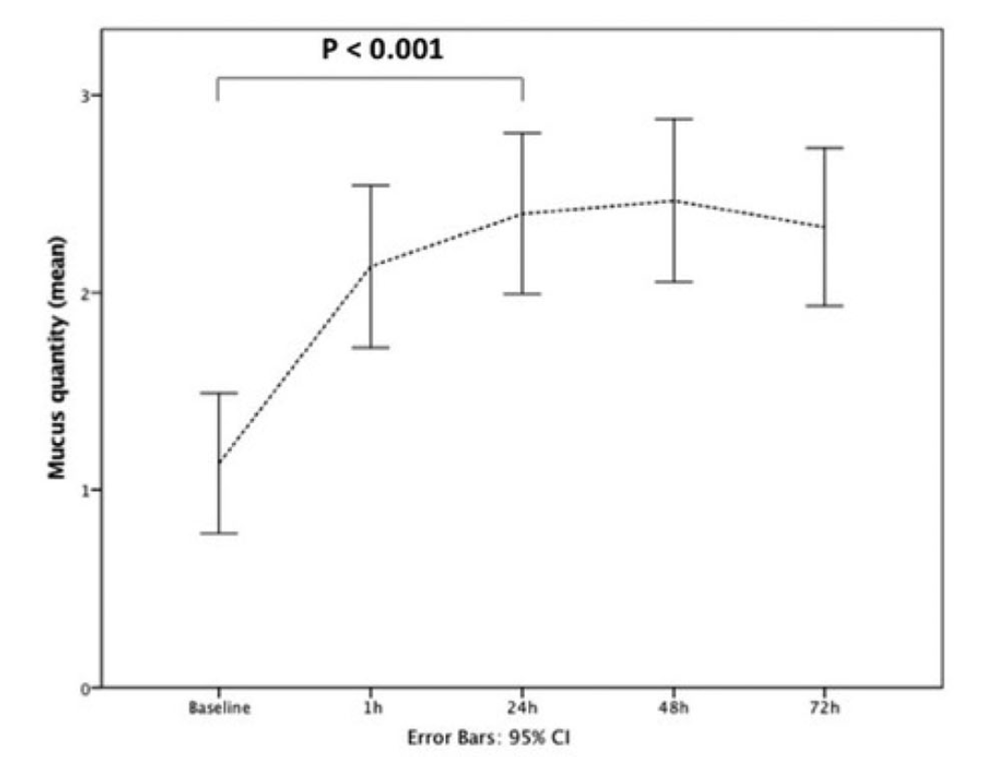 P < 0.001
3
2
1
0
Mucus quantity (mean)
Baseline 1h 24h 48h 72h
Error Bars: 95% CI